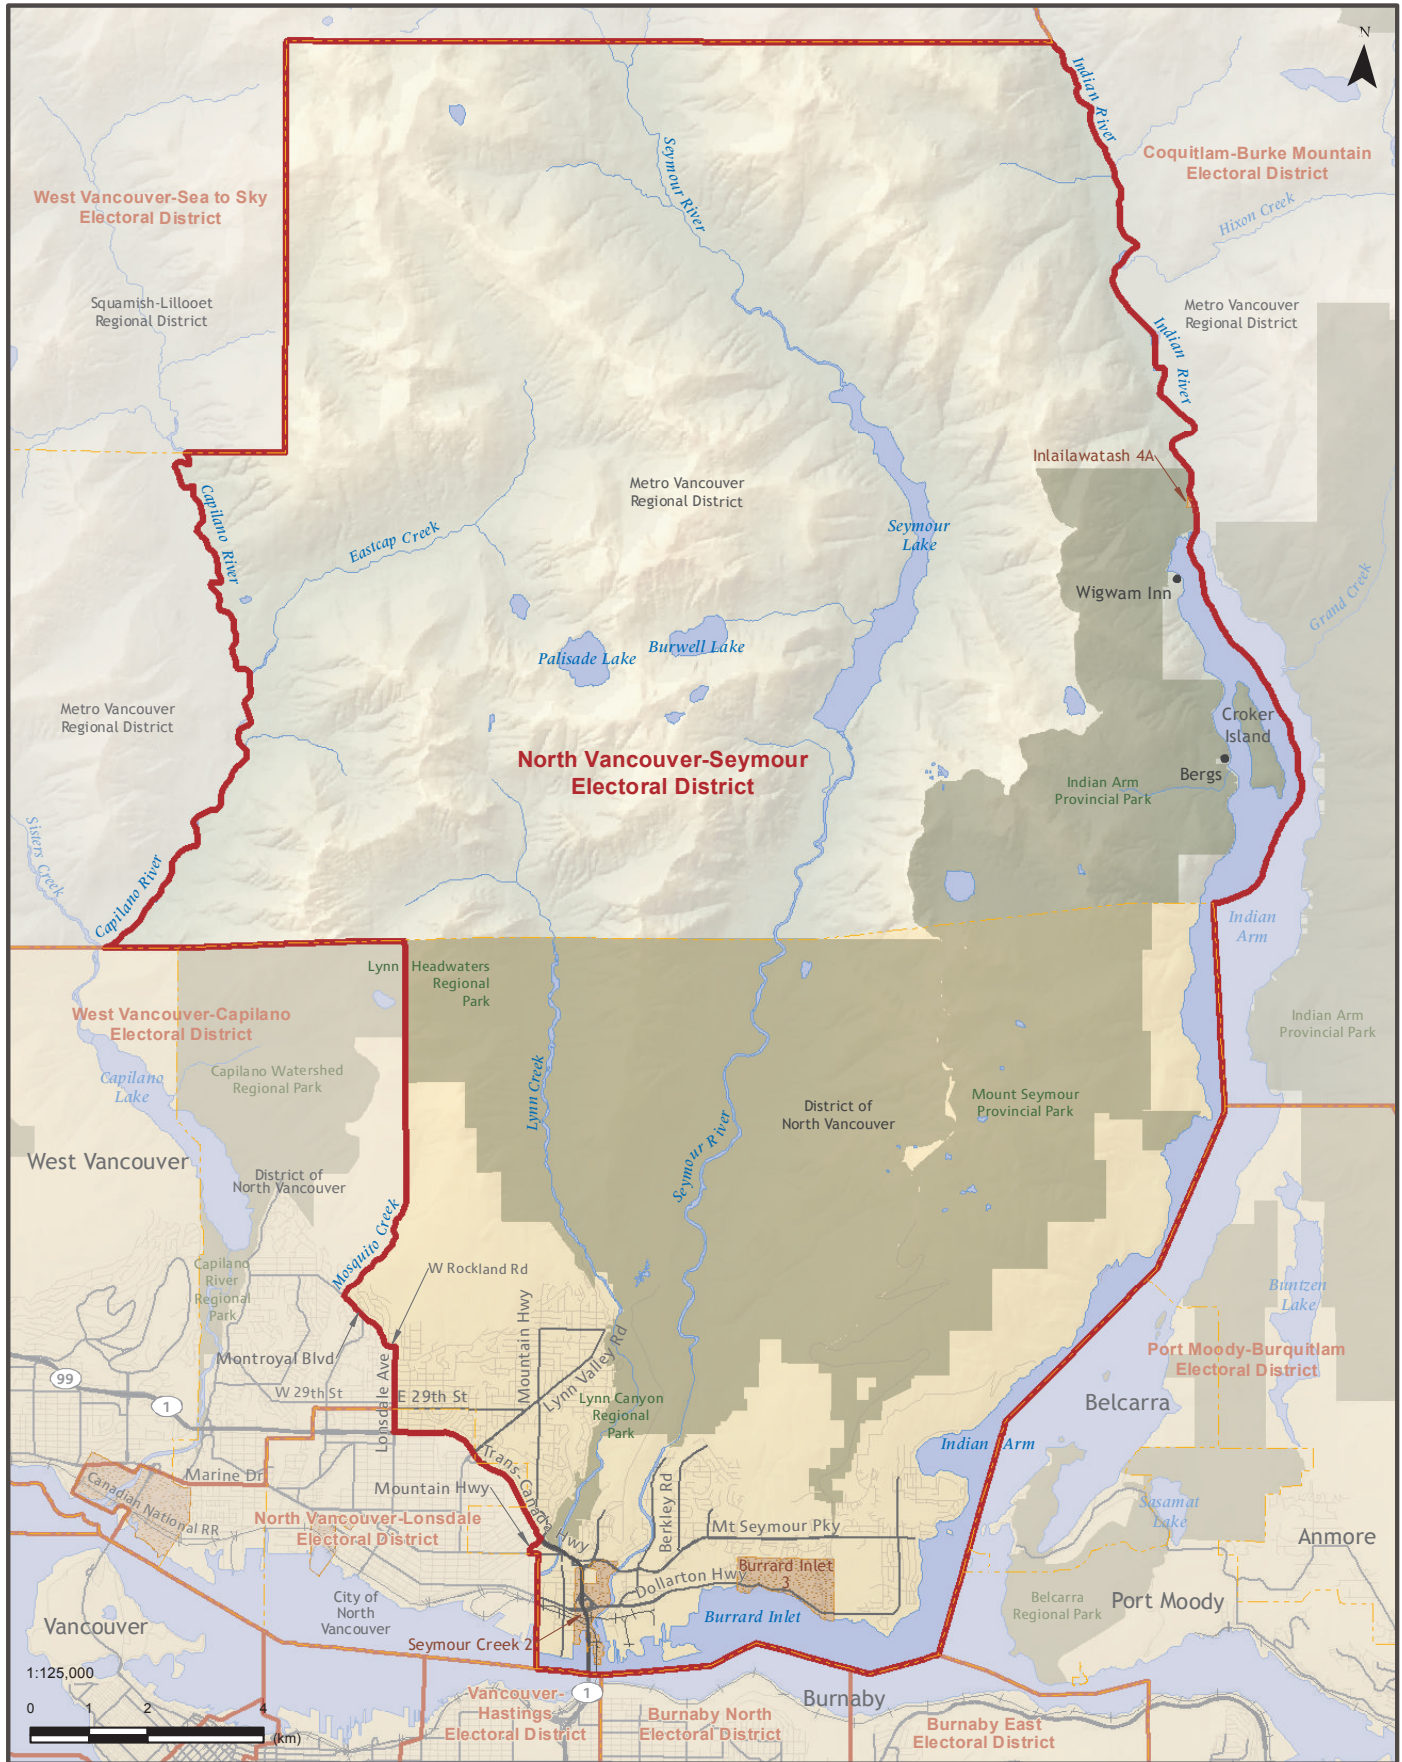 N
Indian River
Coquitlam-Burke Mountain
Electoral District
Hixon Creek
Seymour River
West Vancouver-Sea to Sky
Electoral District
Squamish-Lillooet
Regional District
Metro Vancouver
Regional District
Indian River
Inlailawatash 4A
Capilano River
Eastcap Creek
Metro Vancouver
Regional District
Seymour
Lake
Wigwam Inn
Grand Creek
Palisade Lake
Burwell Lake
Metro Vancouver
Regional District
Croker
Island
North Vancouver-Seymour
Electoral District
Bergs
Indian Arm
Provincial Park
Sisters Creek
Capilano River
Indian
Arm
Lynn Headwaters
Regional
Park
West Vancouver-Capilano
Electoral District
Indian Arm
Provincial Park
Capilano
Lake
Capilano Watershed
Regional Park
Lynn Creek
Seymour River
District of
North Vancouver
Mount Seymour
Provincial Park
West Vancouver
District of
North Vancouver
Mosquito Creek
Capilano
River
Regional
Park
W Rockland Rd
Buntzen
Lake
Mountain Hwy
Lynn Valley Rd
Montroyal Blvd
Port Moody-Burquitlam
Electoral District
99
1
W 29th St
E 29th St
Lonsdale Ave
Lynn Canyon
Regional
Park
Belcarra
Indian Arm
Trans-Canada Hwy
Marine Dr
Canadian National RR
Mountain Hwy
Berkley Rd
Sasamat
Lake
North Vancouver-Lonsdale
Electoral District
Mt Seymour Pky
Anmore
Dollarton Hwy
Burrard Inlet
3
City of
North
Vancouver
Belcarra
Regional Park
Port Moody
Vancouver
Burrard Inlet
Seymour Creek 2
1:125,000
0 1 2 4
(km)
1
Vancouver-
Hastings
Electoral District
Burnaby North
Electoral District
Burnaby
Burnaby East
Electoral District